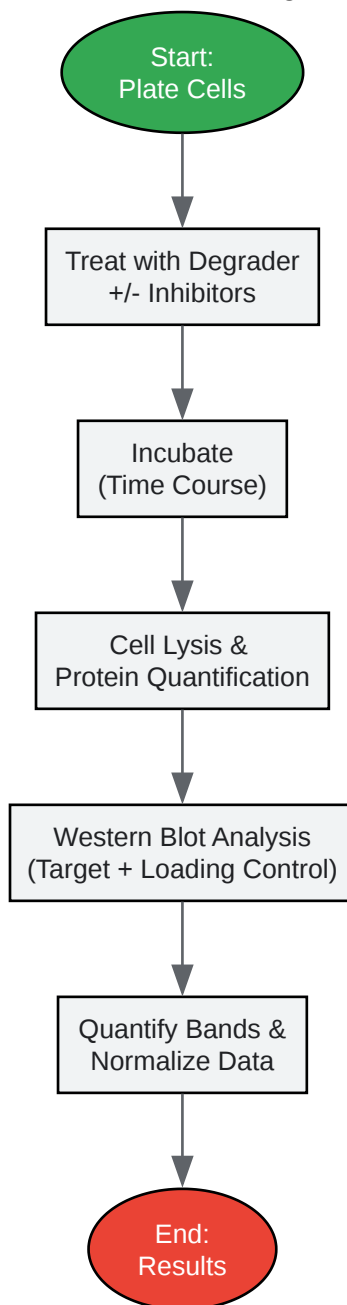 Start:
Plate Cells
Treat with Degrader
+/- Inhibitors
Incubate
(Time Course)
Cell Lysis &
Protein Quantification
Western Blot Analysis
(Target + Loading Control)
Quantify Bands &
Normalize Data
End:
Results